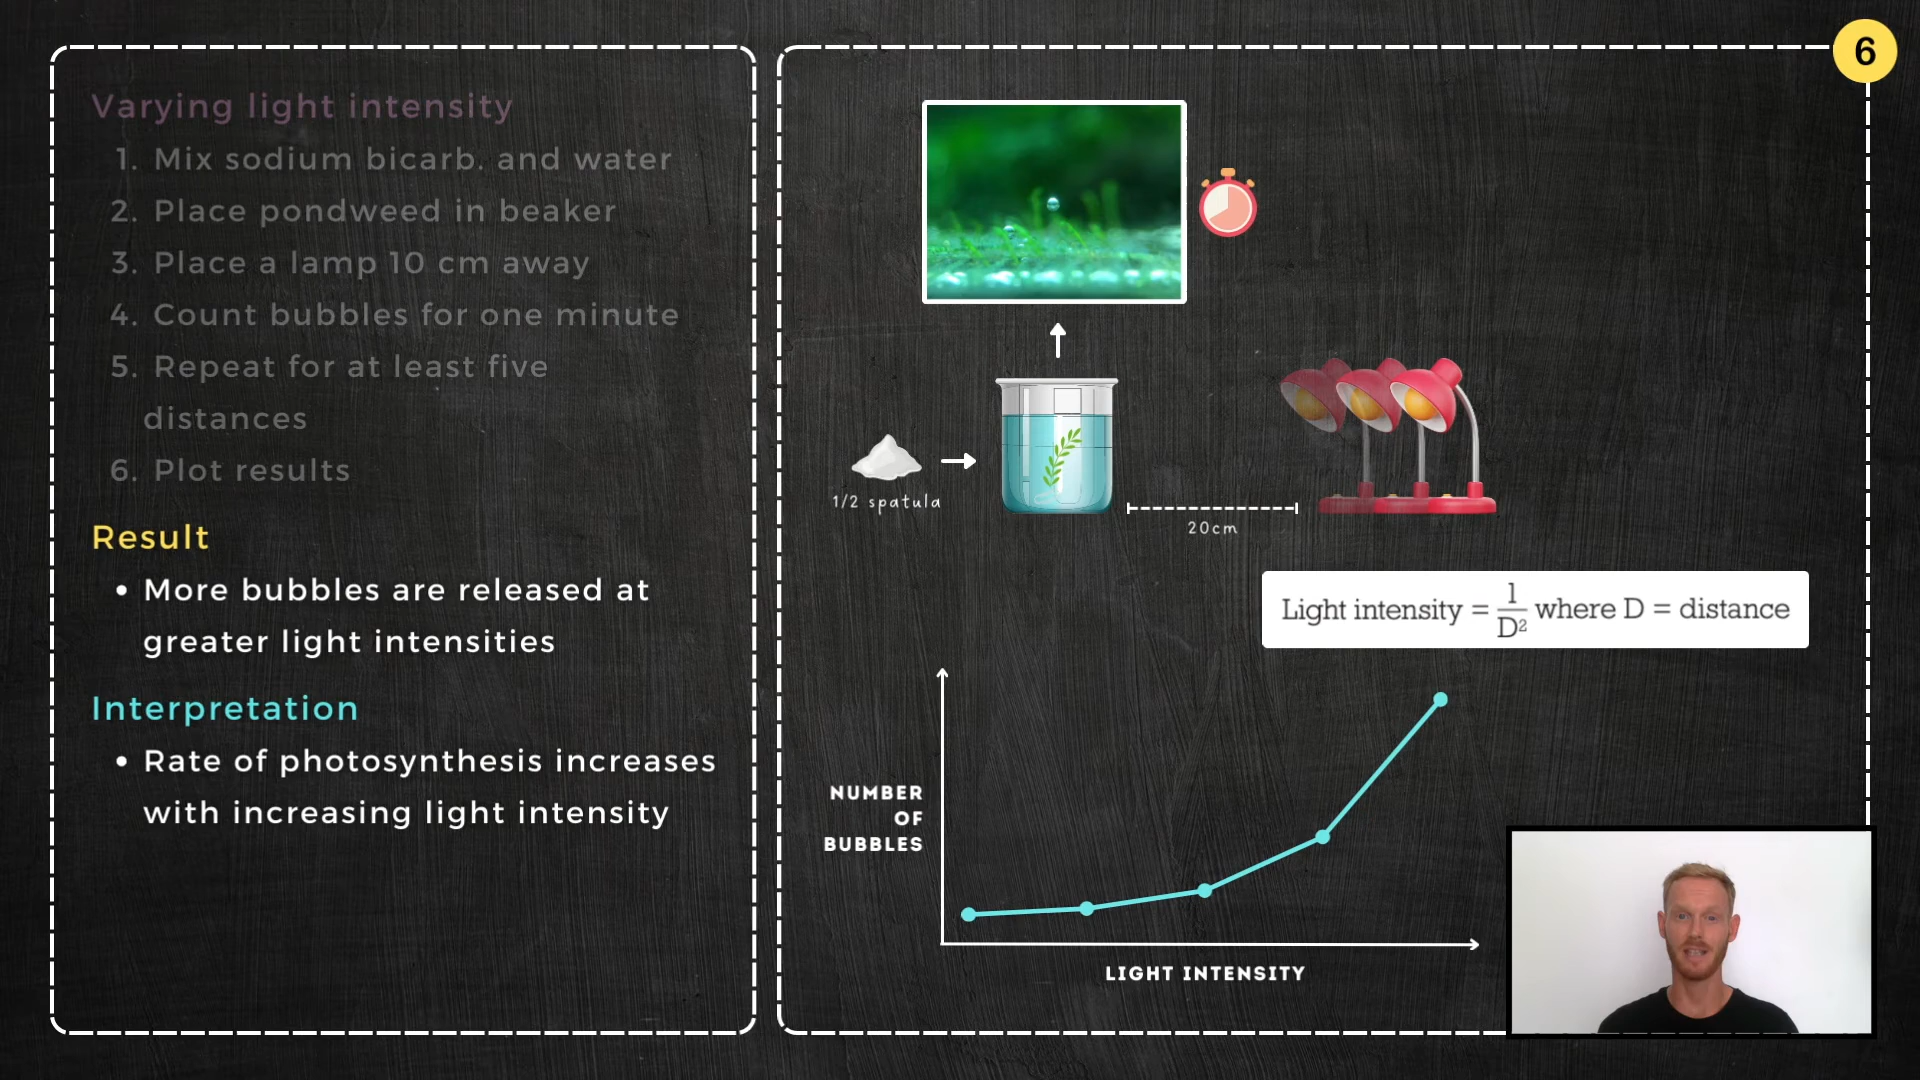 6
Varying light intensity
1. Mix sodium bicarb. and water
2. Place pondweed in beaker
3. Place a lamp 10 cm away
4. Count bubbles for one minute
5. Repeat for at least five
distances
6. Plot results
Result
• More bubbles are released at
greater light intensities
Interpretation
• Rate of photosynthesis increases
with increasing light intensity
1/2 spatula
20cm
Light intensity = 1/D² where D = distance
NUMBER
OF
BUBBLES
LIGHT INTENSITY